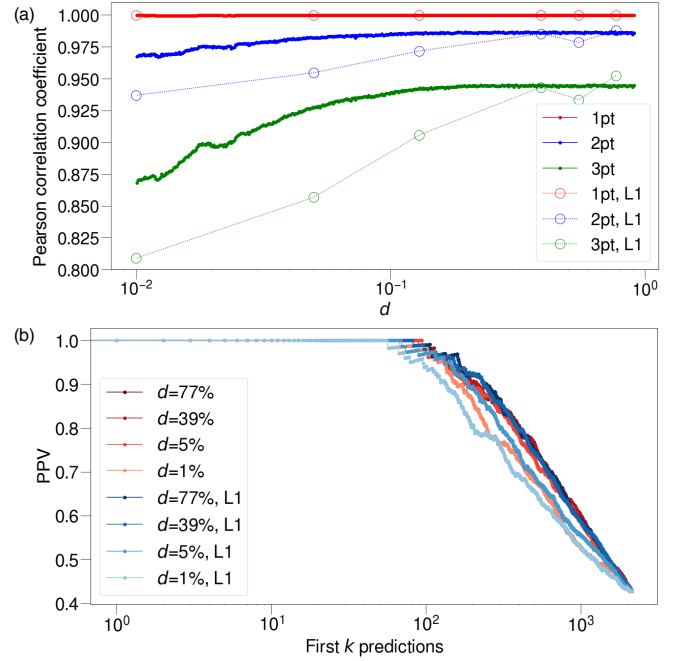 (a)
1.000
0.975
0.950
0.925
0.900
0.875
0.850
0.825
0.800
Pearson correlation coefficient
1pt
2pt
3pt
1pt, L1
2pt, L1
3pt, L1
10⁻²
10⁻¹
10⁰
d
(b)
1.0
0.9
0.8
0.7
0.6
0.5
0.4
PPV
d=77%
d=39%
d=5%
d=1%
d=77%, L1
d=39%, L1
d=5%, L1
d=1%, L1
10⁰
10¹
10²
10³
First k predictions